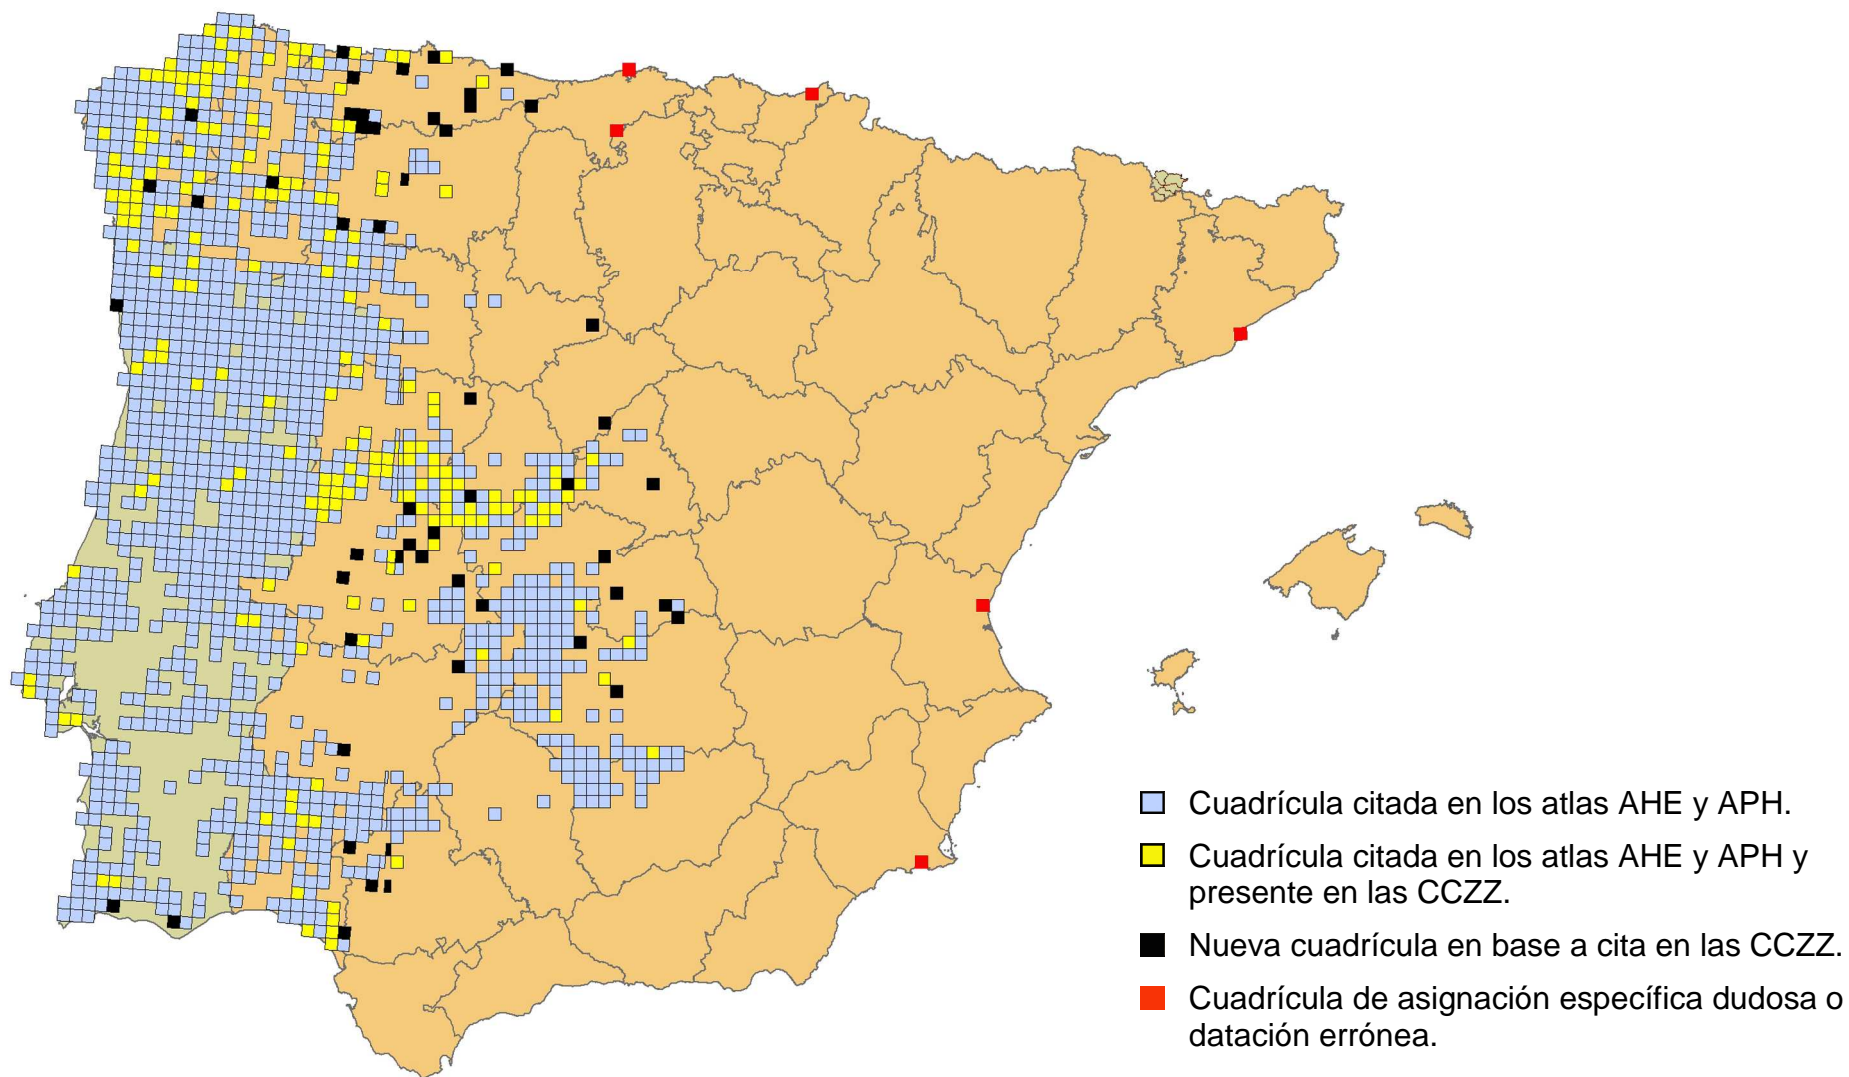 Cuadrícula citada en los atlas AHE y APH.
Cuadrícula citada en los atlas AHE y APH y
presente en las CCZZ.
Nueva cuadrícula en base a cita en las CCZZ.
Cuadrícula de asignación específica dudosa o
datación errónea.